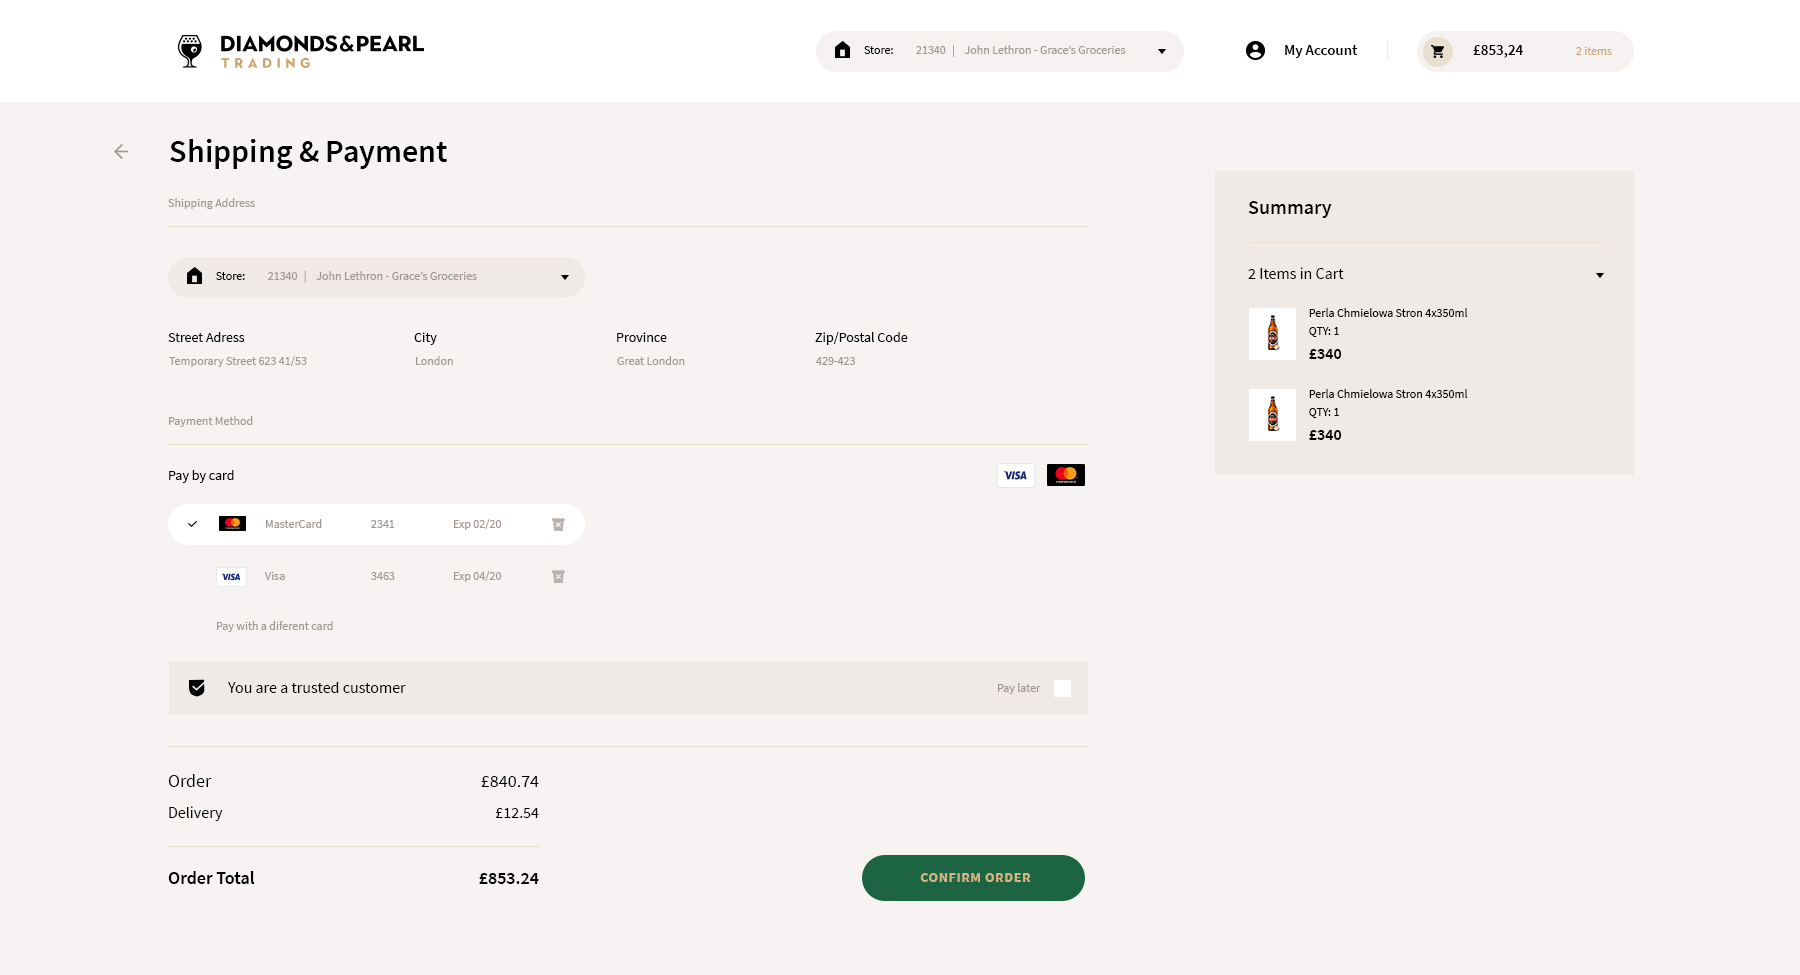 DIAMONDS&PEARL
TRADING
Store: 21340 | John Lethron - Grace's Groceries
My Account
£853,24 2 items
Shipping & Payment
Shipping Address
Store: 21340 | John Lethron - Grace's Groceries
Street Adress City Province Zip/Postal Code
Temporary Street 623 41/53 London Great London 429-423
Payment Method
Pay by card VISA
MasterCard 2341 Exp 02/20
VISA Visa 3463 Exp 04/20
Pay with a diferent card
You are a trusted customer Pay later
Order £840.74
Delivery £12.54
Order Total £853.24
CONFIRM ORDER
Summary
2 Items in Cart
Perla Chmielowa Stron 4x350ml
QTY: 1
£340
Perla Chmielowa Stron 4x350ml
QTY: 1
£340